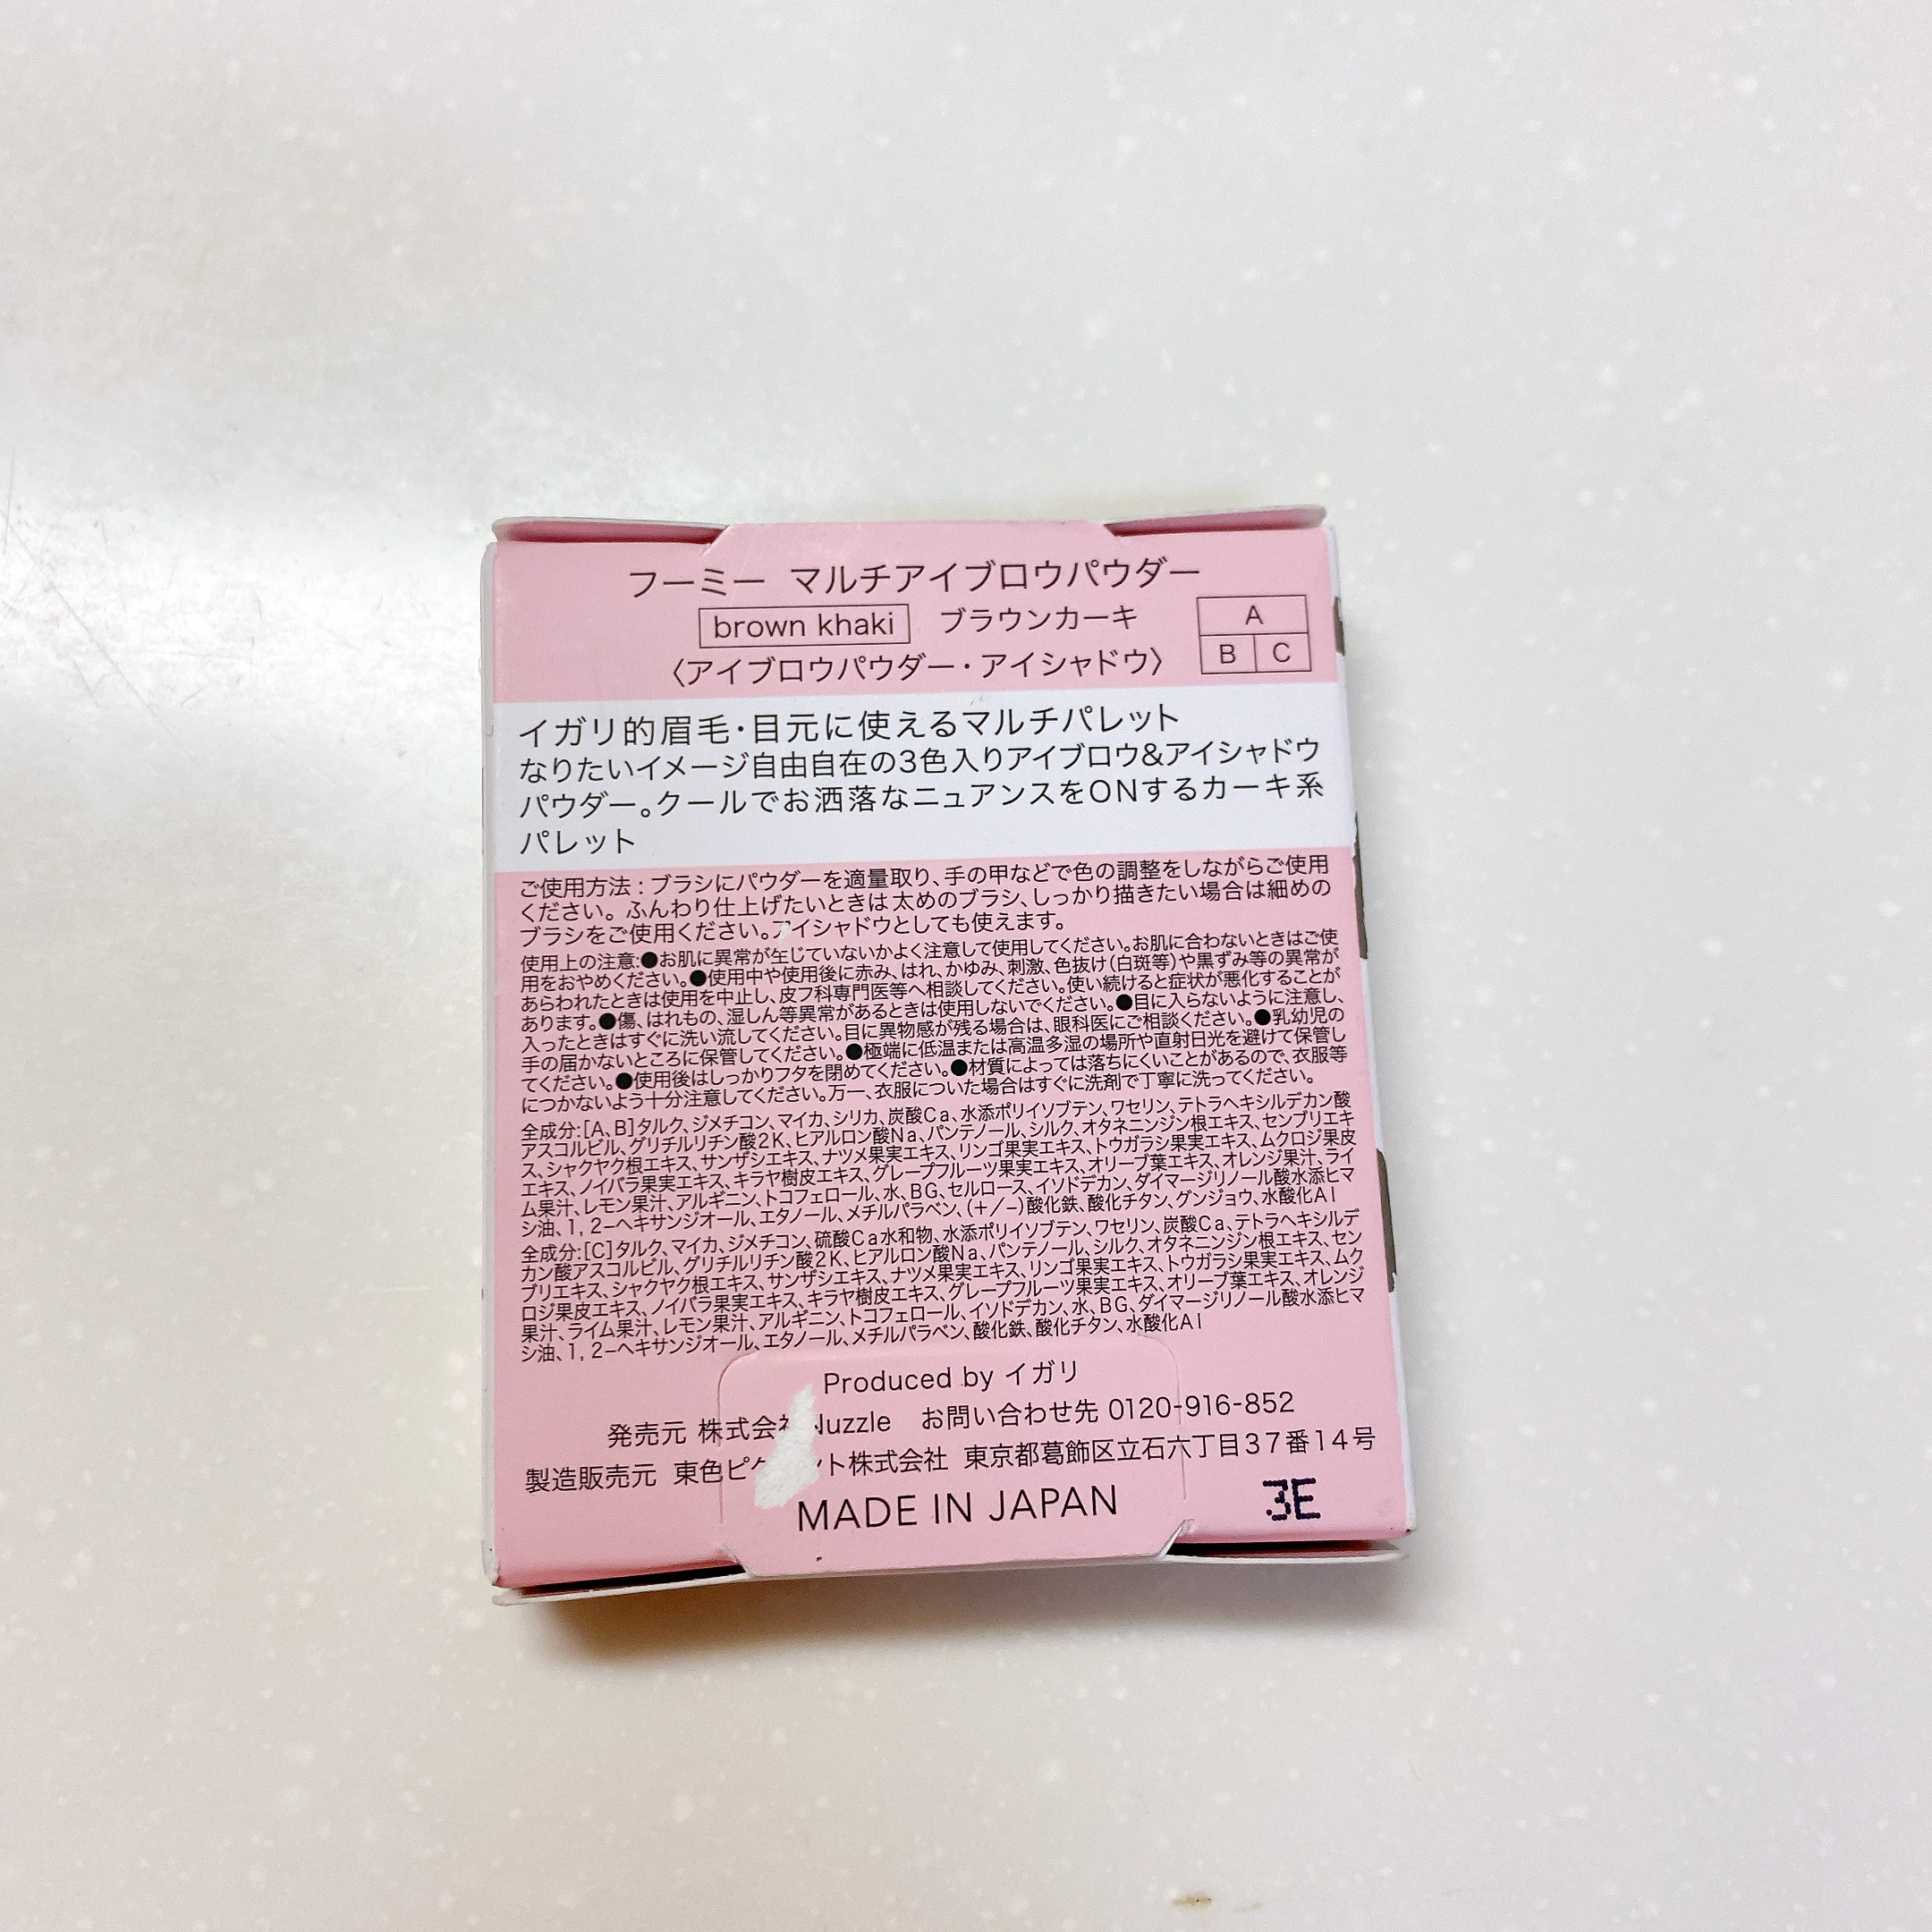 フーミー マルチアイブロウパウダー
brown khaki ブラウンカーキ
〈アイブロウパウダー・アイシャドウ〉
A
B C
イガリ的眉毛・目元に使えるマルチパレット
なりたいイメージ自由自在の3色入りアイブロウ&アイシャドウ
パウダー。クールでお洒落なニュアンスをONするカーキ系
パレット
ご使用方法：ブラシにパウダーを適量取り、手の甲などで色の調整をしながらご使用
ください。ふんわり仕上げたいときは太めのブラシ、しっかり描きたい場合は細めの
ブラシをご使用ください。アイシャドウとしても使えます。
使用上の注意:●お肌に異常が生じていないかよく注意して使用してください。お肌に合わないときはご使
用をおやめください。●使用中や使用後に赤み、はれ、かゆみ、刺激、色抜け(白斑等)や黒ずみ等の異常が
あらわれたときは使用を中止し、皮フ科専門医等へ相談してください。使い続けると症状が悪化することが
あります。●傷、はれもの、湿しん等異常があるときは使用しないでください。●目に入らないように注意し、
入ったときはすぐに洗い流してください。目に異物感が残る場合は、眼科医にご相談ください。●乳幼児の
手の届かないところに保管してください。●極端に低温または高温多湿の場所や直射日光を避けて保管し
てください。●使用後はしっかりフタを閉めてください。●材質によっては落ちにくいことがあるので、衣服等
につかないよう十分注意してください。万一、衣服についた場合はすぐに洗剤で丁寧に洗ってください。
全成分:[A、B]タルク、ジメチコン、マイカ、シリカ、炭酸Ca、水添ポリイソブテン、ワセリン、テトラヘキシルデカン酸
アスコルビル、グリチルリチン酸2K、ヒアルロン酸Na、パンテノール、シルク、オタネニンジン根エキス、センブリエキ
ス、シャクヤク根エキス、サンザシエキス、ナツメ果実エキス、リンゴ果実エキス、トウガラシ果実エキス、ムクロジ果皮
エキス、ノイバラ果実エキス、キラヤ樹皮エキス、グレープフルーツ果実エキス、オリーブ葉エキス、オレンジ果汁、ライ
ム果汁、レモン果汁、アルギニン、トコフェロール、水、BG、セルロース、イソドデカン、ダイマージリノール酸水添ヒマ
シ油、1,2−ヘキサンジオール、エタノール、メチルパラベン、(+/−)酸化鉄、酸化チタン、グンジョウ、水酸化Al
全成分:[C]タルク、マイカ、ジメチコン、硫酸Ca水和物、水添ポリイソブテン、ワセリン、炭酸Ca、テトラヘキシルデ
カン酸アスコルビル、グリチルリチン酸2K、ヒアルロン酸Na、パンテノール、シルク、オタネニンジン根エキス、セン
ブリエキス、シャクヤク根エキス、サンザシエキス、ナツメ果実エキス、リンゴ果実エキス、トウガラシ果実エキス、ムク
ロジ果皮エキス、ノイバラ果実エキス、キラヤ樹皮エキス、グレープフルーツ果実エキス、オリーブ葉エキス、オレンジ
果汁、ライム果汁、レモン果汁、アルギニン、トコフェロール、イソドデカン、水、BG、ダイマージリノール酸水添ヒマ
シ油、1,2−ヘキサンジオール、エタノール、メチルパラベン、酸化鉄、酸化チタン、水酸化Al
Produced by イガリ
発売元 株式会社Nuzzle お問い合わせ先 0120-916-852
製造販売元 東色 株式会社 東京都葛飾区立石六丁目37番14号
MADE IN JAPAN
3E